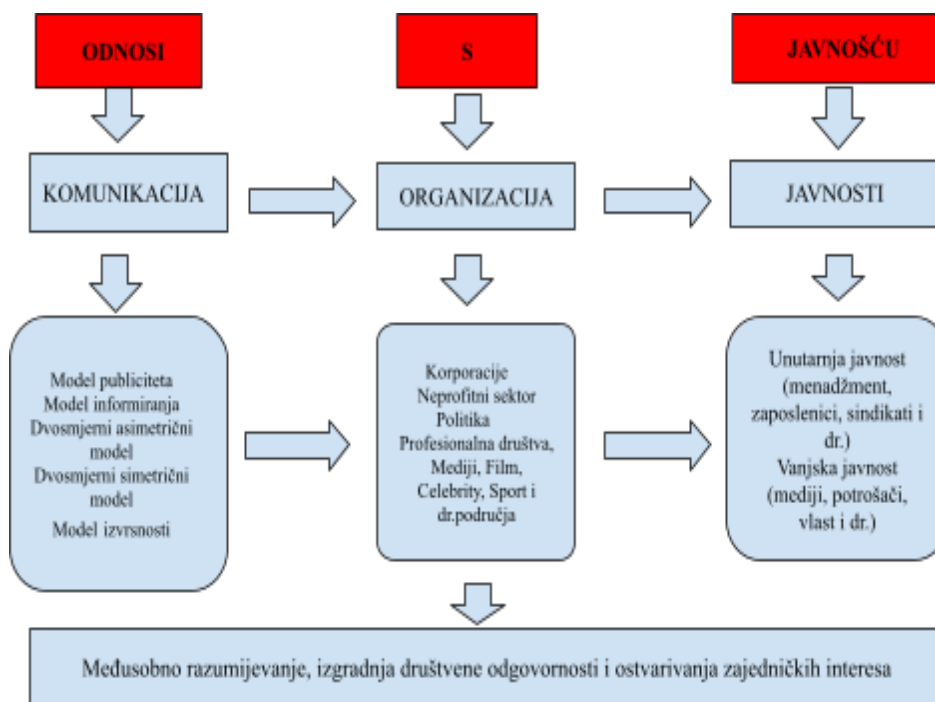 ODNOSI
S
JAVNOŠĆU
KOMUNIKACIJA
ORGANIZACIJA
JAVNOSTI
Model publiciteta
Model informiranja
Dvosmjerni asimetrični
model
Dvosmjerni simetrični
model
Model izvrsnosti
Korporacije
Neprofitni sektor
Politika
Profesionalna društva,
Mediji, Film,
Celebrity, Sport i
dr.područja
Unutarnja javnost
(menadžment,
zaposlenici, sindikati i
dr.)
Vanjska javnost
(mediji, potrošači,
vlast i dr.)
Međusobno razumijevanje, izgradnja društvene odgovornosti i ostvarivanja zajedničkih interesa